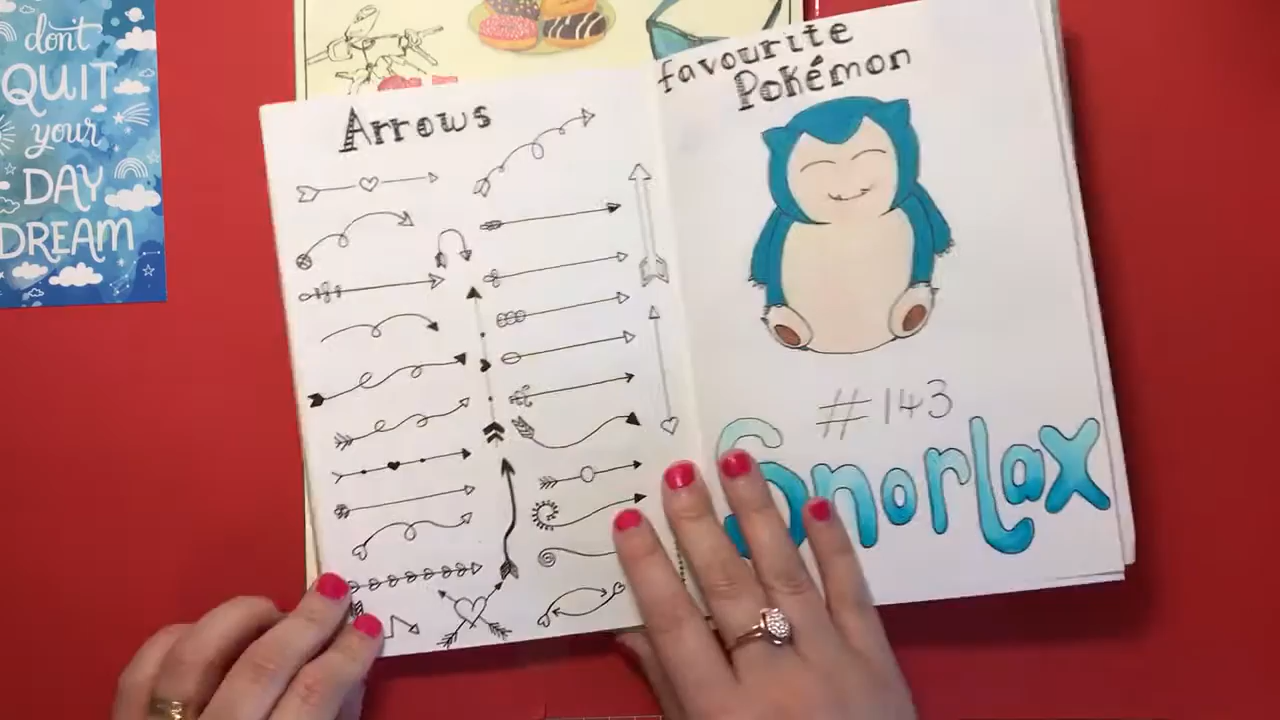 don't
QUIT
your
DAY
DREAM
Arrows
favourite
Pokémon
#143
Snorlax